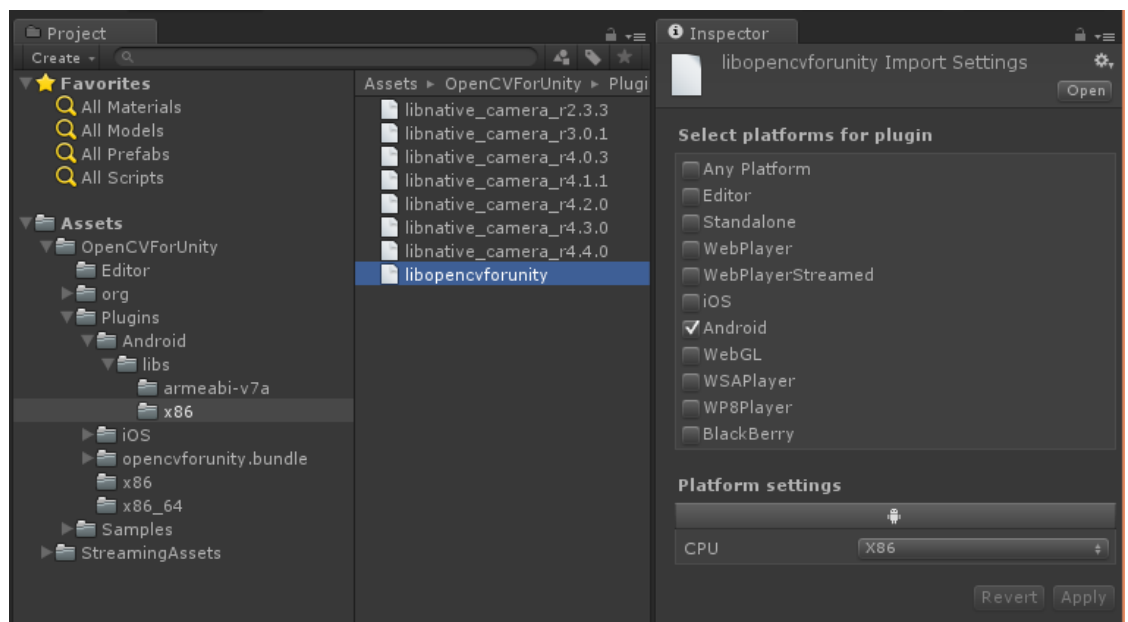 Project
Create
Favorites
All Materials
All Models
All Prefabs
All Scripts
Assets
OpenCVForUnity
Editor
org
Plugins
Android
libs
armeabi-v7a
x86
iOS
opencvforunity.bundle
x86
x86_64
Samples
StreamingAssets
Assets ▸ OpenCVForUnity ▸ Plugi
libnative_camera_r2.3.3
libnative_camera_r3.0.1
libnative_camera_r4.0.3
libnative_camera_r4.1.1
libnative_camera_r4.2.0
libnative_camera_r4.3.0
libnative_camera_r4.4.0
libopencvforunity
Inspector
libopencvforunity Import Settings
Open
Select platforms for plugin
Any Platform
Editor
Standalone
WebPlayer
WebPlayerStreamed
iOS
Android
WebGL
WSAPlayer
WP8Player
BlackBerry
Platform settings
CPU X86
Revert Apply